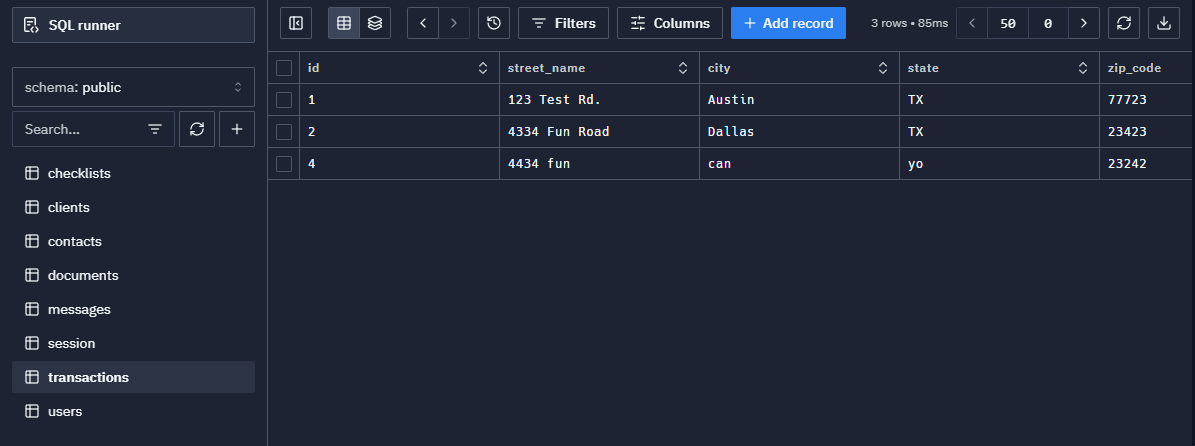 SQL runner
Filters
Columns
Add record
3 rows • 85ms
50
0
schema: public
Search...
checklists
clients
contacts
documents
messages
session
transactions
users
id street_name city state zip_code
1 123 Test Rd. Austin TX 77723
2 4334 Fun Road Dallas TX 23423
4 4434 fun can yo 23242